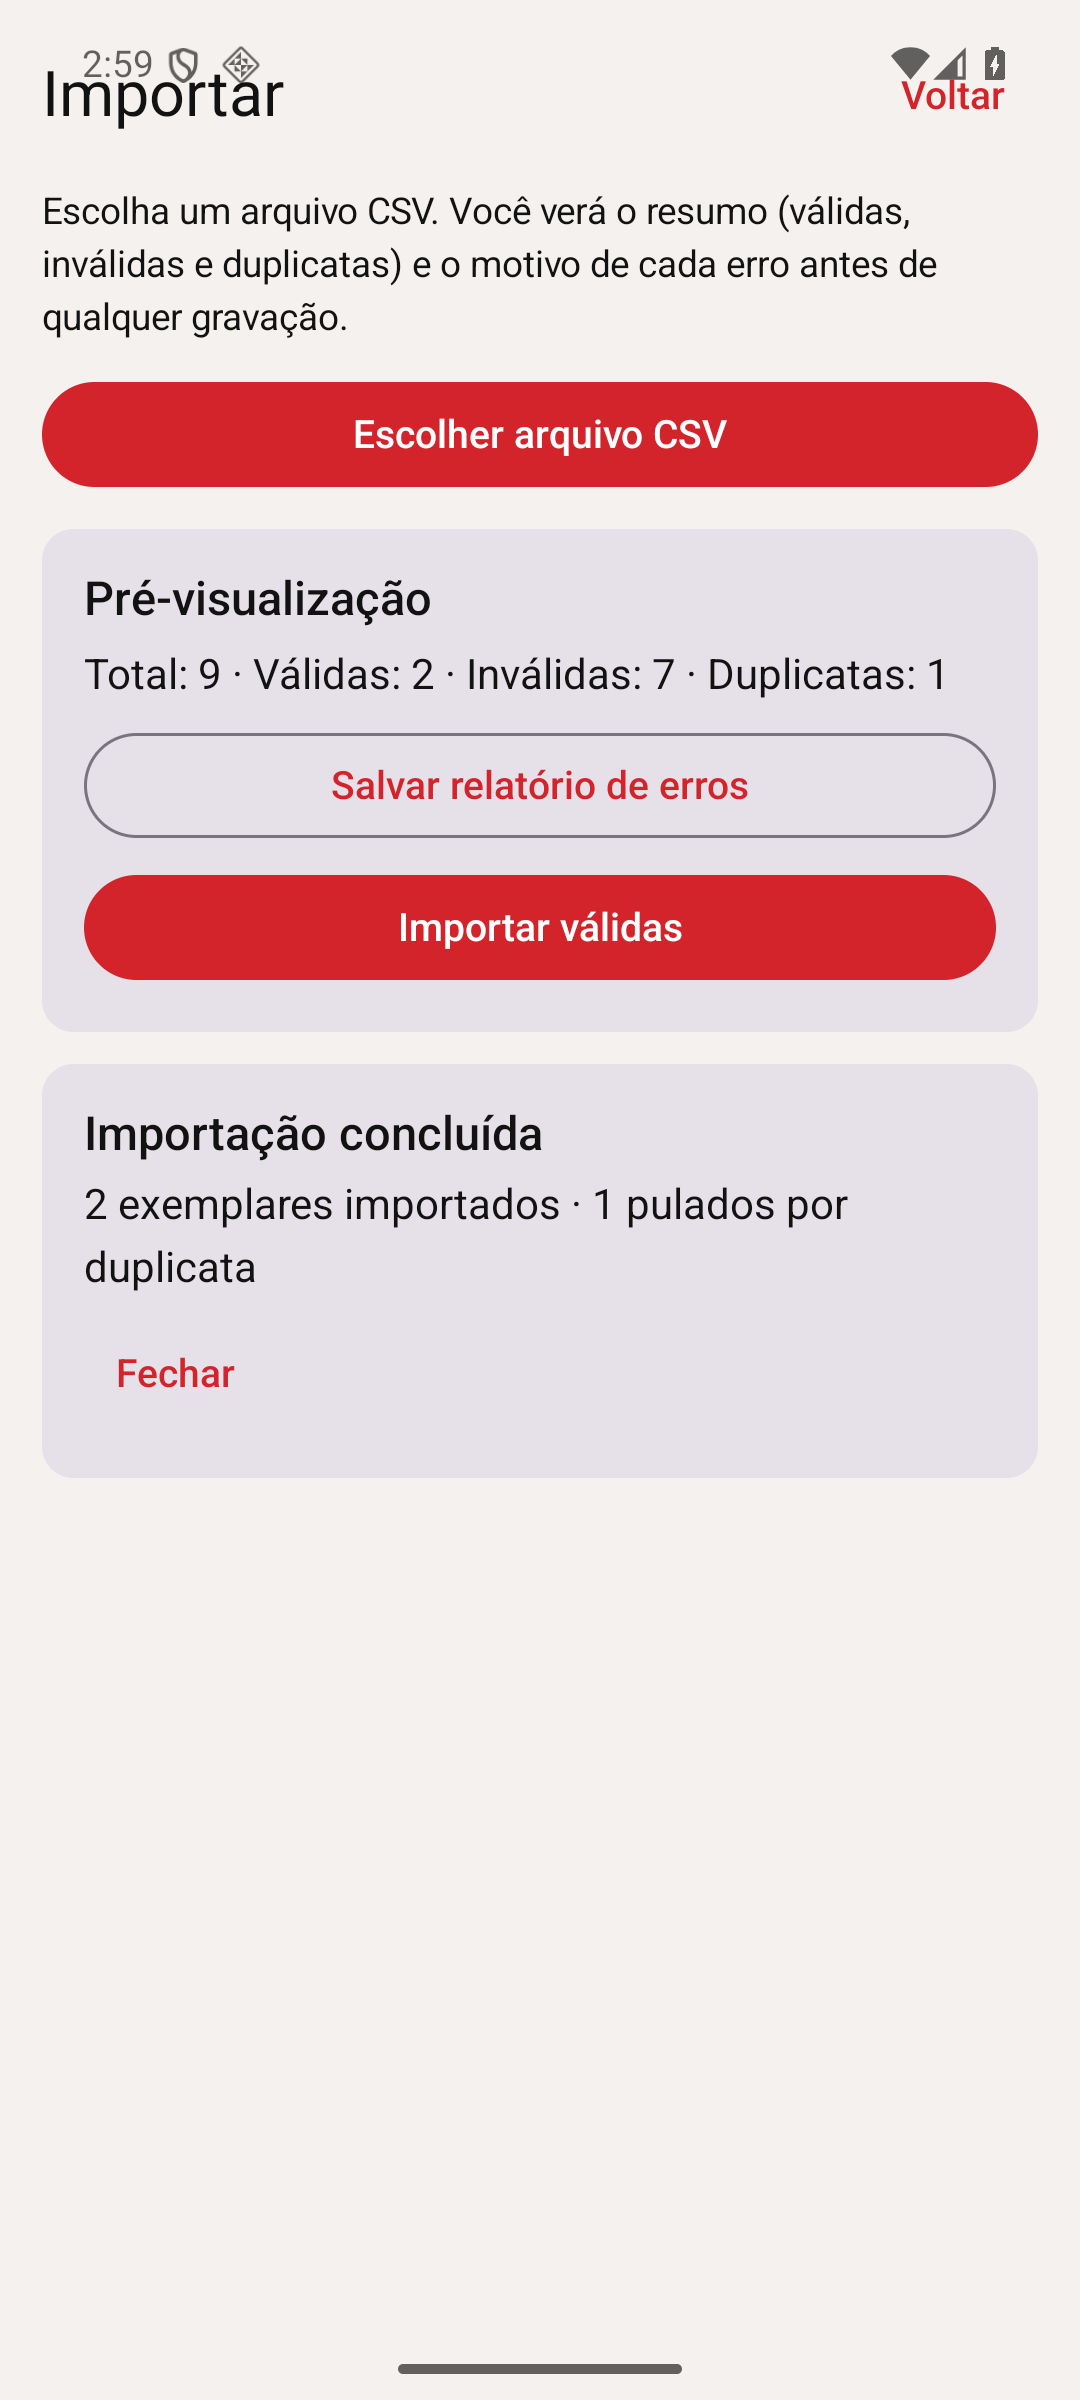 2:59
Importar
Voltar
Escolha um arquivo CSV. Você verá o resumo (válidas,
inválidas e duplicatas) e o motivo de cada erro antes de
qualquer gravação.
Escolher arquivo CSV
Pré-visualização
Total: 9 · Válidas: 2 · Inválidas: 7 · Duplicatas: 1
Salvar relatório de erros
Importar válidas
Importação concluída
2 exemplares importados · 1 pulados por
duplicata
Fechar